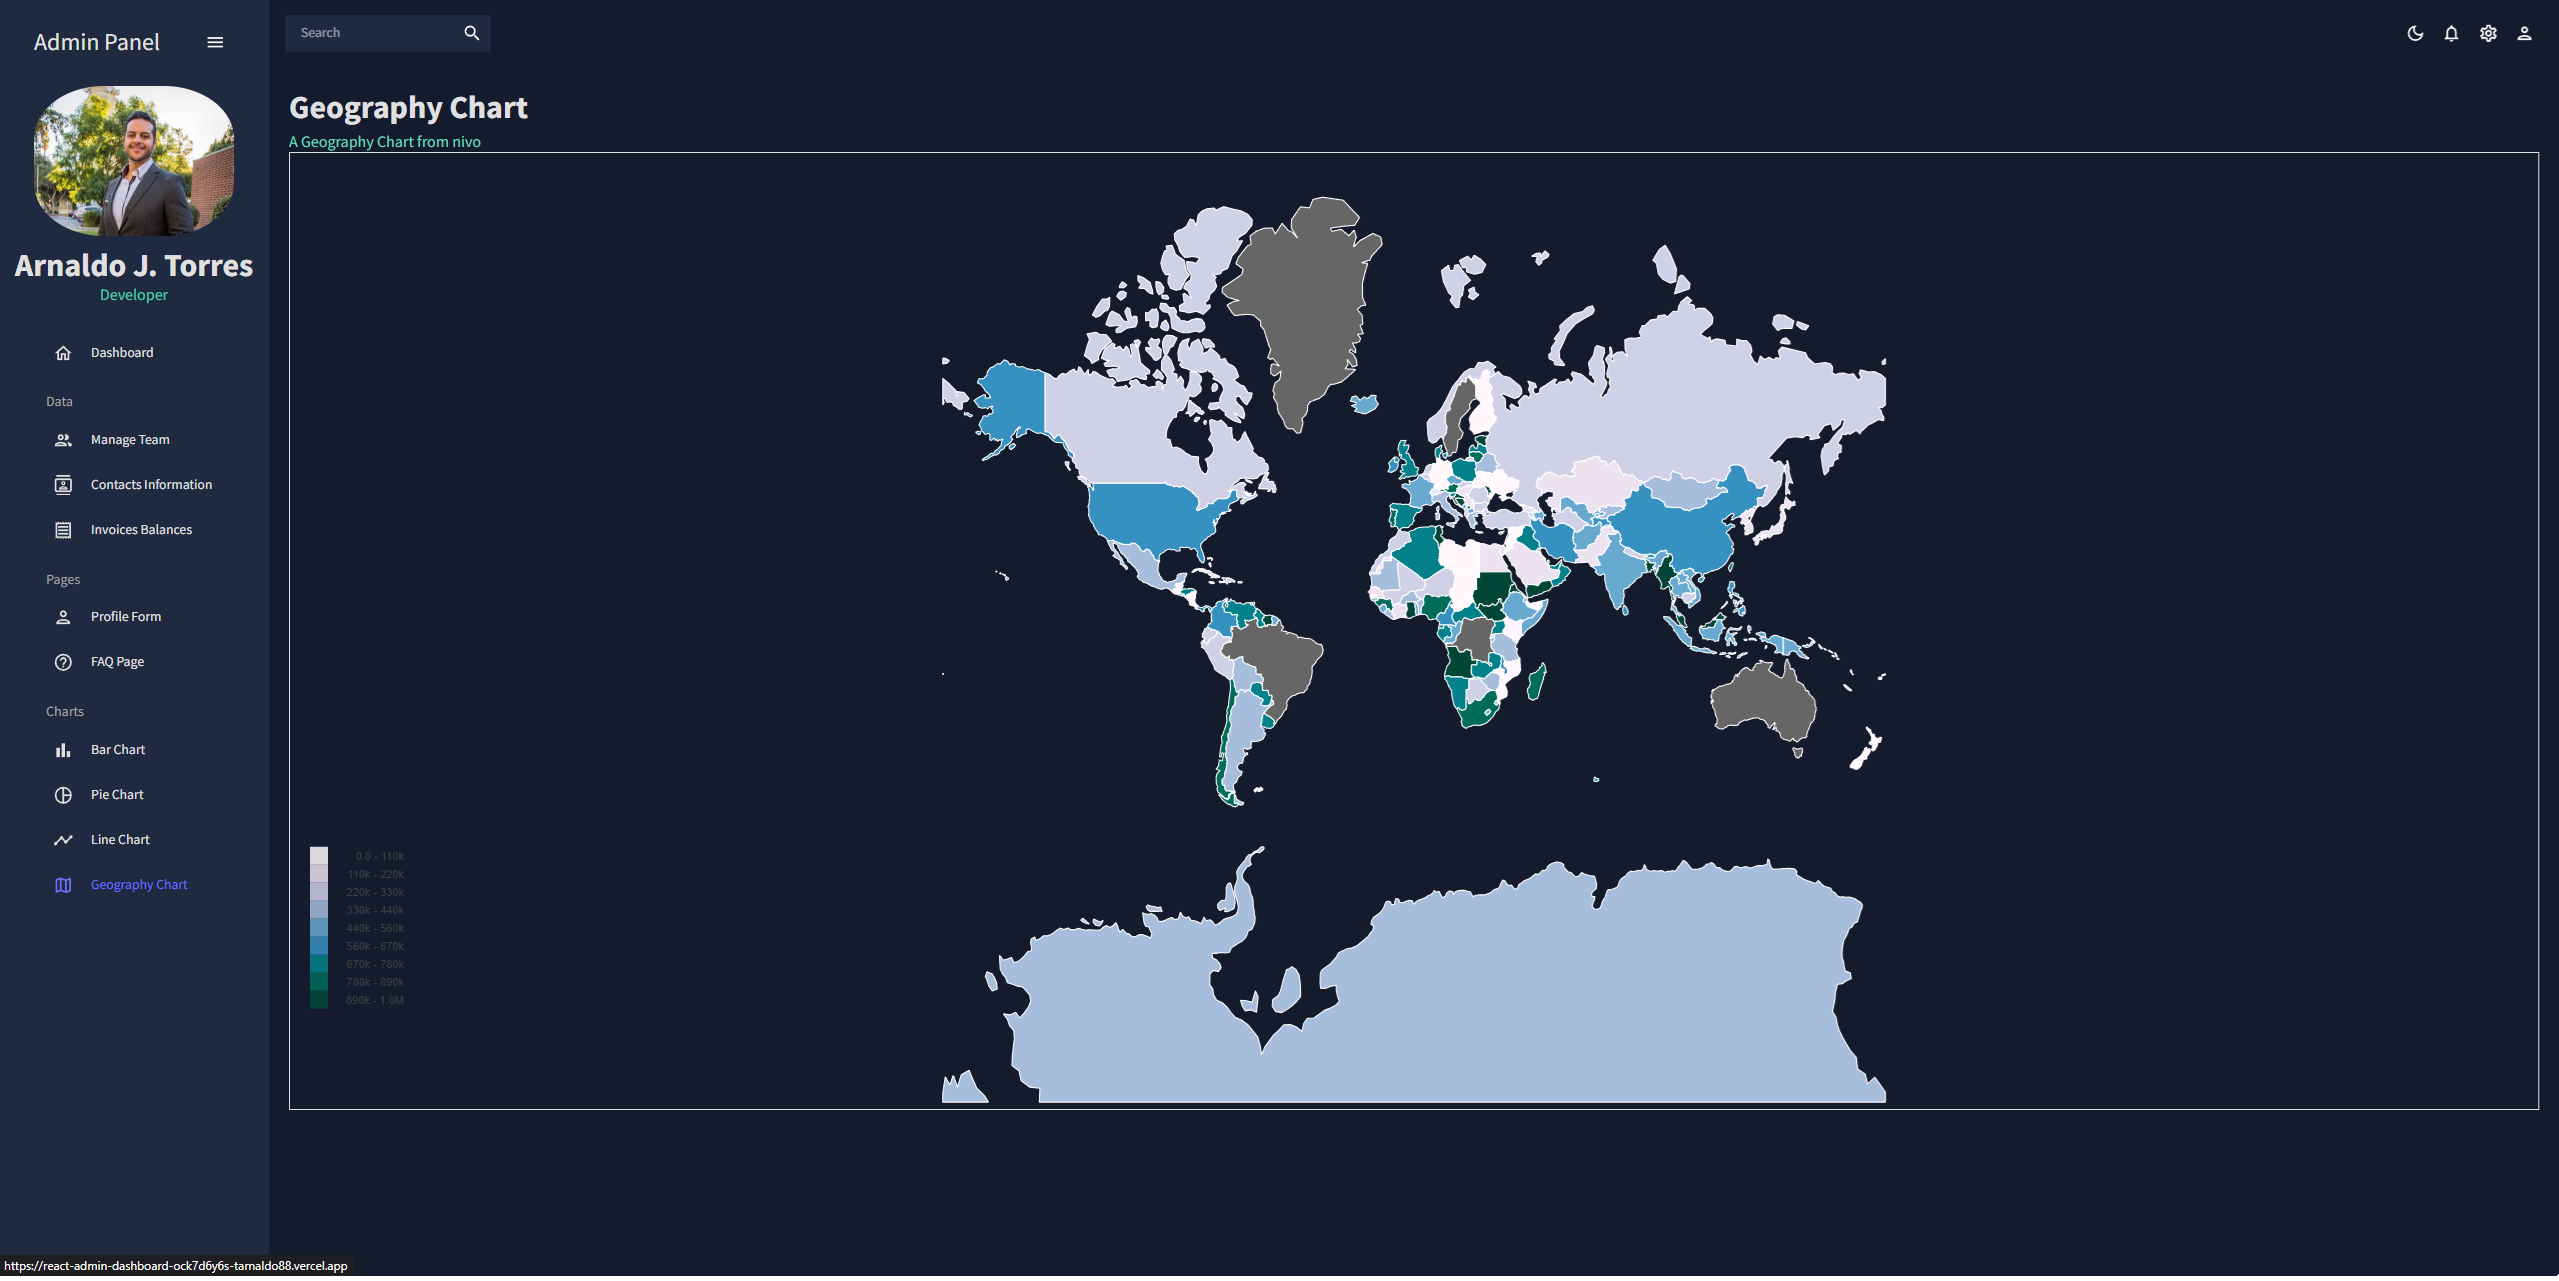 Admin Panel
Search
Arnaldo J. Torres
Developer
Dashboard
Data
Manage Team
Contacts Information
Invoices Balances
Pages
Profile Form
FAQ Page
Charts
Bar Chart
Pie Chart
Line Chart
Geography Chart
Geography Chart
A Geography Chart from nivo
0.0 - 110k
110k - 220k
220k - 330k
330k - 440k
440k - 560k
560k - 670k
670k - 780k
780k - 890k
890k - 1.0M
https://react-admin-dashboard-ock7d6y6s-tarnaldo88.vercel.app